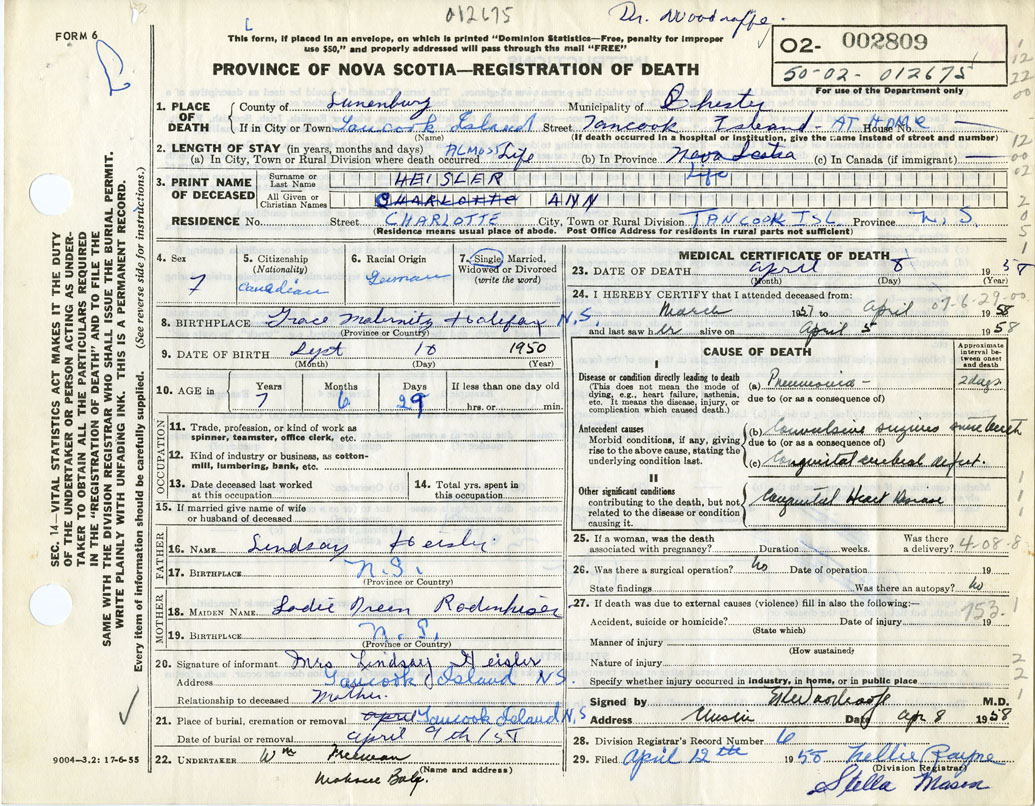 012675
Dr. Woodroffe
FORM 6
This form, if placed in an envelope, on which is printed "Dominion Statistics—Free, penalty for improper
use $50," and properly addressed will pass through the mail "FREE"
PROVINCE OF NOVA SCOTIA—REGISTRATION OF DEATH
02- 002809
50-02- 012675
For use of the Department only
SEC. 14—VITAL STATISTICS ACT MAKES IT THE DUTY
OF THE UNDERTAKER OR PERSON ACTING AS UNDER-
TAKER TO OBTAIN ALL THE PARTICULARS REQUIRED
IN THE "REGISTRATION OF DEATH" AND TO FILE THE
SAME WITH THE DIVISION REGISTRAR WHO SHALL ISSUE THE BURIAL PERMIT.
WRITE PLAINLY WITH UNFADING INK. THIS IS A PERMANENT RECORD.
Every item of information should be carefully supplied. (See reverse side for instructions.)
1. PLACE OF DEATH County of Lunenburg Municipality of Chester
If in City or Town Tancook Island Street Tancook Island - AT HOME House No.
(Name) (If death occurred in a hospital or institution, give the name instead of street and number)
2. LENGTH OF STAY (in years, months and days)
(a) In City, Town or Rural Division where death occurred ALMOST Life (b) In Province Nova Scotia Life (c) In Canada (if immigrant)
3. PRINT NAME OF DECEASED Surname or Last Name HEISLER
All Given or Christian Names CHARLOTTE ANN
RESIDENCE No. Street CHARLOTTE City, Town or Rural Division TANCOOK ISL Province N.S.
(Residence means usual place of abode. Post Office Address for residents in rural parts not sufficient)
4. Sex 7
5. Citizenship (Nationality) Canadian
6. Racial Origin German
7. Single, Married, Widowed or Divorced (write the word)
8. BIRTHPLACE Grace Maternity Halifax N.S.
(Province or Country)
9. DATE OF BIRTH Sept 10 1950
(Month) (Day) (Year)
10. AGE in Years 7 Months 6 Days 29 If less than one day old hrs. or min.
OCCUPATION
11. Trade, profession, or kind of work as spinner, teamster, office clerk, etc.
12. Kind of industry or business, as cotton-mill, lumbering, bank, etc.
13. Date deceased last worked at this occupation
14. Total yrs. spent in this occupation
15. If married give name of wife or husband of deceased
FATHER
16. NAME Lindsay Heisler
17. BIRTHPLACE N.S.
(Province or Country)
MOTHER
18. MAIDEN NAME Rodenhiser
19. BIRTHPLACE N.S.
(Province or Country)
20. Signature of informant Mrs Lindsay Heisler
Address Tancook Island NS.
Relationship to deceased Mother.
21. Place of burial, cremation or removal april Tancook Island N,S
Date of burial or removal april 9th
22. UNDERTAKER Wm
(Name and address)
9004—3.2: 17-6-55
MEDICAL CERTIFICATE OF DEATH
23. DATE OF DEATH april 8 1958
(Month) (Day) (Year)
07-6-29-00
24. I HEREBY CERTIFY that I attended deceased from:
March 1957 to April 1958
and last saw her alive on April 5 1958
CAUSE OF DEATH
Approximate interval between onset and death
I
Disease or condition directly leading to death (a) Pneumonia - 2 days
(This does not mean the mode of dying, e.g., heart failure, asthenia, etc. It means the disease, injury, or complication which caused death.)
due to (or as a consequence of)
Antecedent causes (b) Convulsive seizures since birth
Morbid conditions, if any, giving rise to the above cause, stating the underlying condition last.
due to (or as a consequence of)
(c) Congenital cerebral defect.
II
Other significant conditions contributing to the death, but not related to the disease or condition causing it.
Congenital Heart Disease
25. If a woman, was the death associated with pregnancy? Duration weeks. Was there a delivery? 4-08-8
26. Was there a surgical operation? No Date of operation 19
State findings Was there an autopsy? No
27. If death was due to external causes (violence) fill in also the following:—
753-1
Accident, suicide or homicide? (State which) Date of injury 19
Manner of injury
(How sustained)
Nature of injury
Specify whether injury occurred in industry, in home, or in public place
Signed by M.D.
Address Date Apr 8 1958
28. Division Registrar's Record Number 6
29. Filed April 12th 1958 Nellie Rayne
(Division Registrar)
Stella Mason